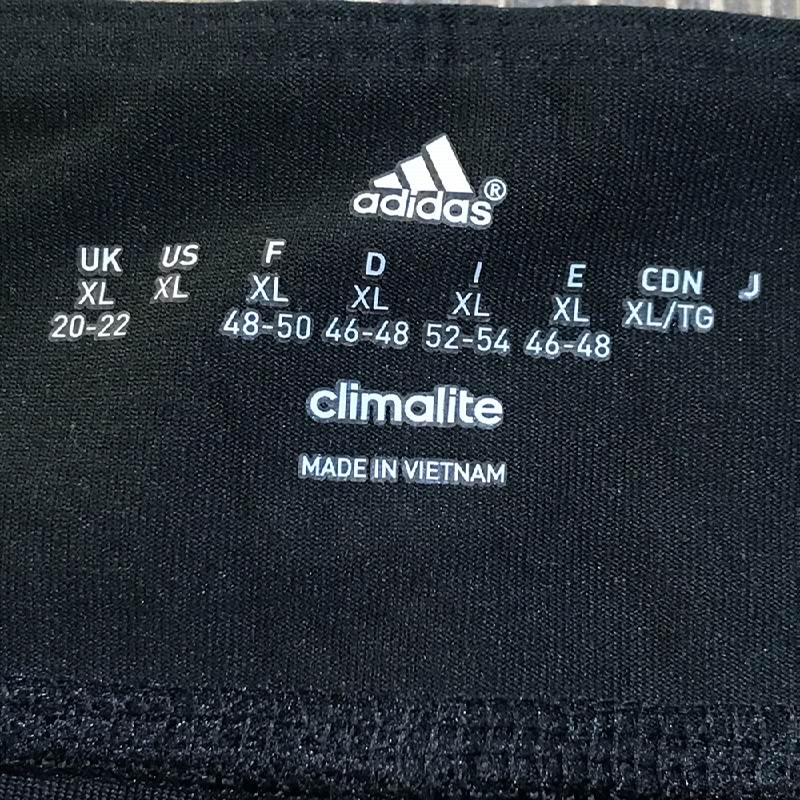 adidas®
UK US F D I E CDN J
XL XL XL XL XL XL XL/TG
20-22 48-50 46-48 52-54 46-48
climalite
MADE IN VIETNAM